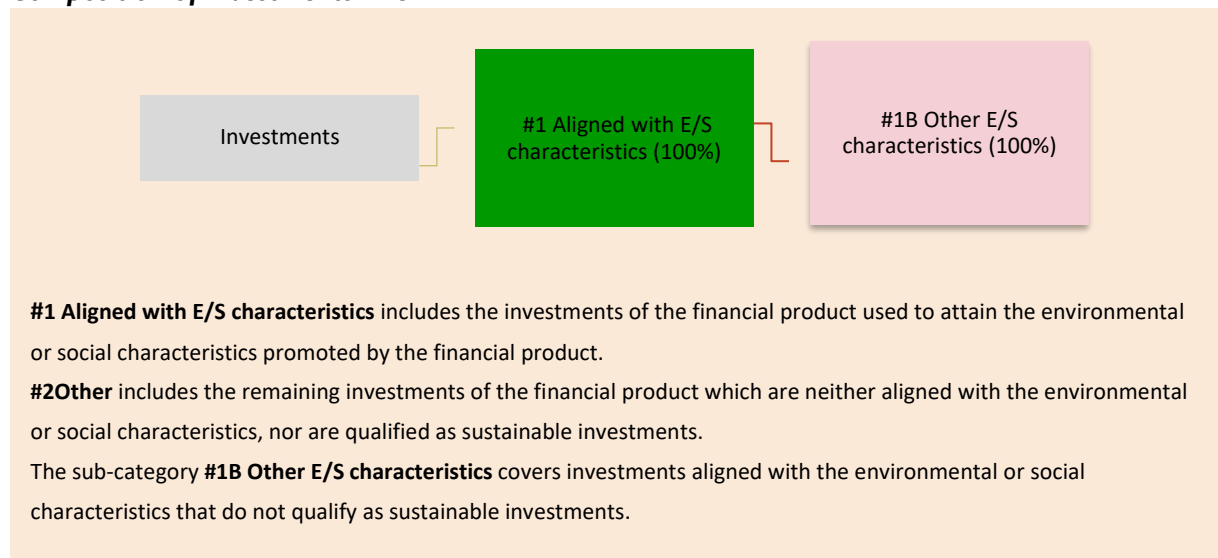 Investments
#1 Aligned with E/S
characteristics (100%)
#1B Other E/S
characteristics (100%)
#1 Aligned with E/S characteristics includes the investments of the financial product used to attain the environmental
or social characteristics promoted by the financial product.
#2Other includes the remaining investments of the financial product which are neither aligned with the environmental
or social characteristics, nor are qualified as sustainable investments.
The sub-category #1B Other E/S characteristics covers investments aligned with the environmental or social
characteristics that do not qualify as sustainable investments.